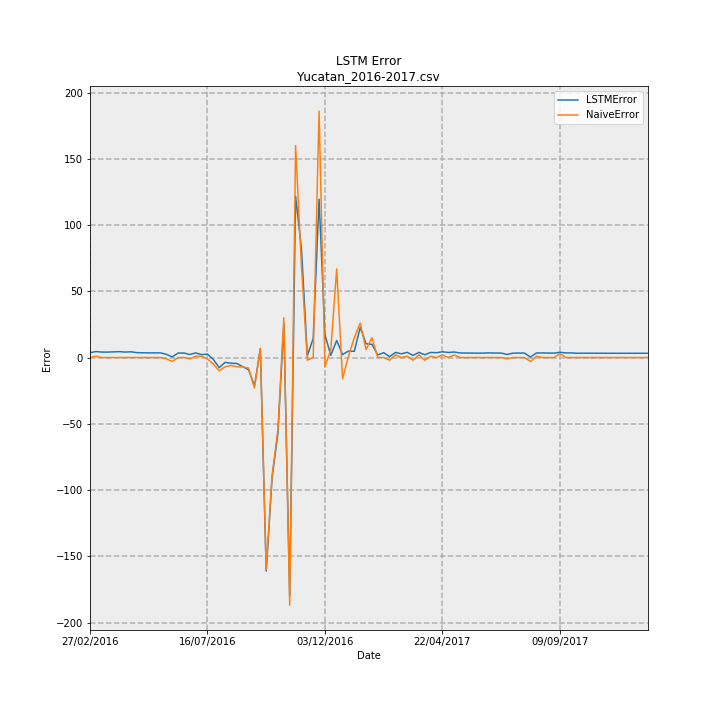 LSTM Error
Yucatan_2016-2017.csv
LSTMError
NaiveError
200
150
100
50
0
−50
−100
−150
−200
Error
27/02/2016
16/07/2016
03/12/2016
22/04/2017
09/09/2017
Date